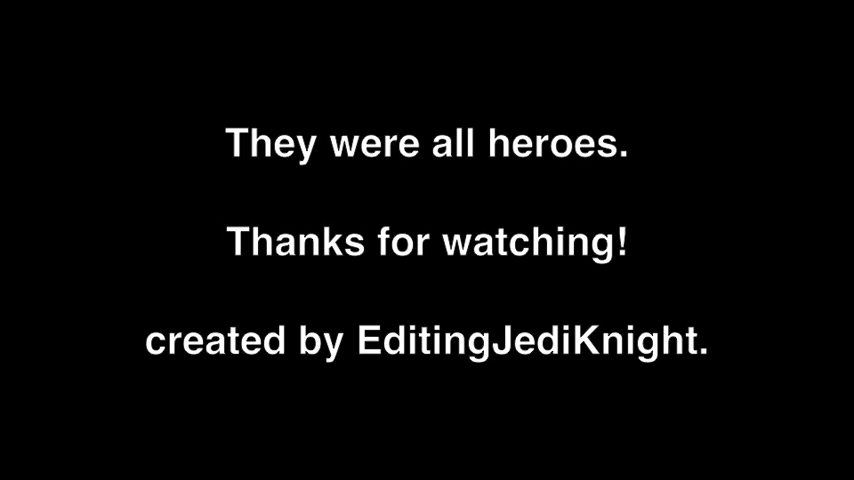 They were all heroes.
Thanks for watching!
created by EditingJediKnight.